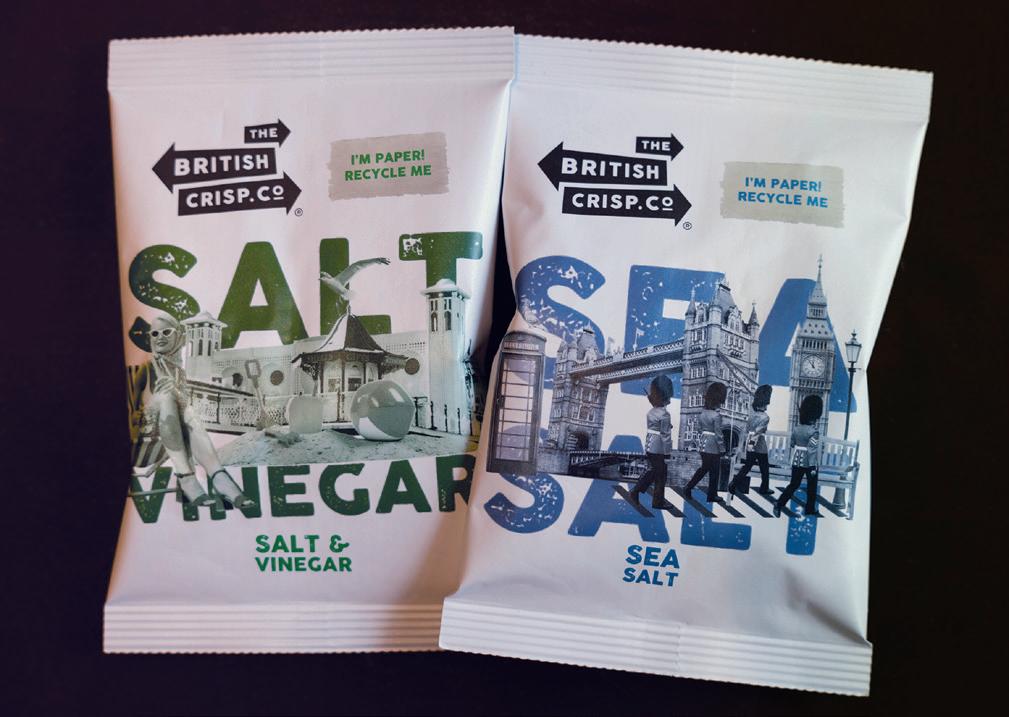 THE
BRITISH
CRISP.Co
®
I'M PAPER!
RECYCLE ME
SALT
VINEGAR
SALT &
VINEGAR
THE
BRITISH
CRISP.Co
®
I'M PAPER!
RECYCLE ME
SEA
SALT
SEA
SALT